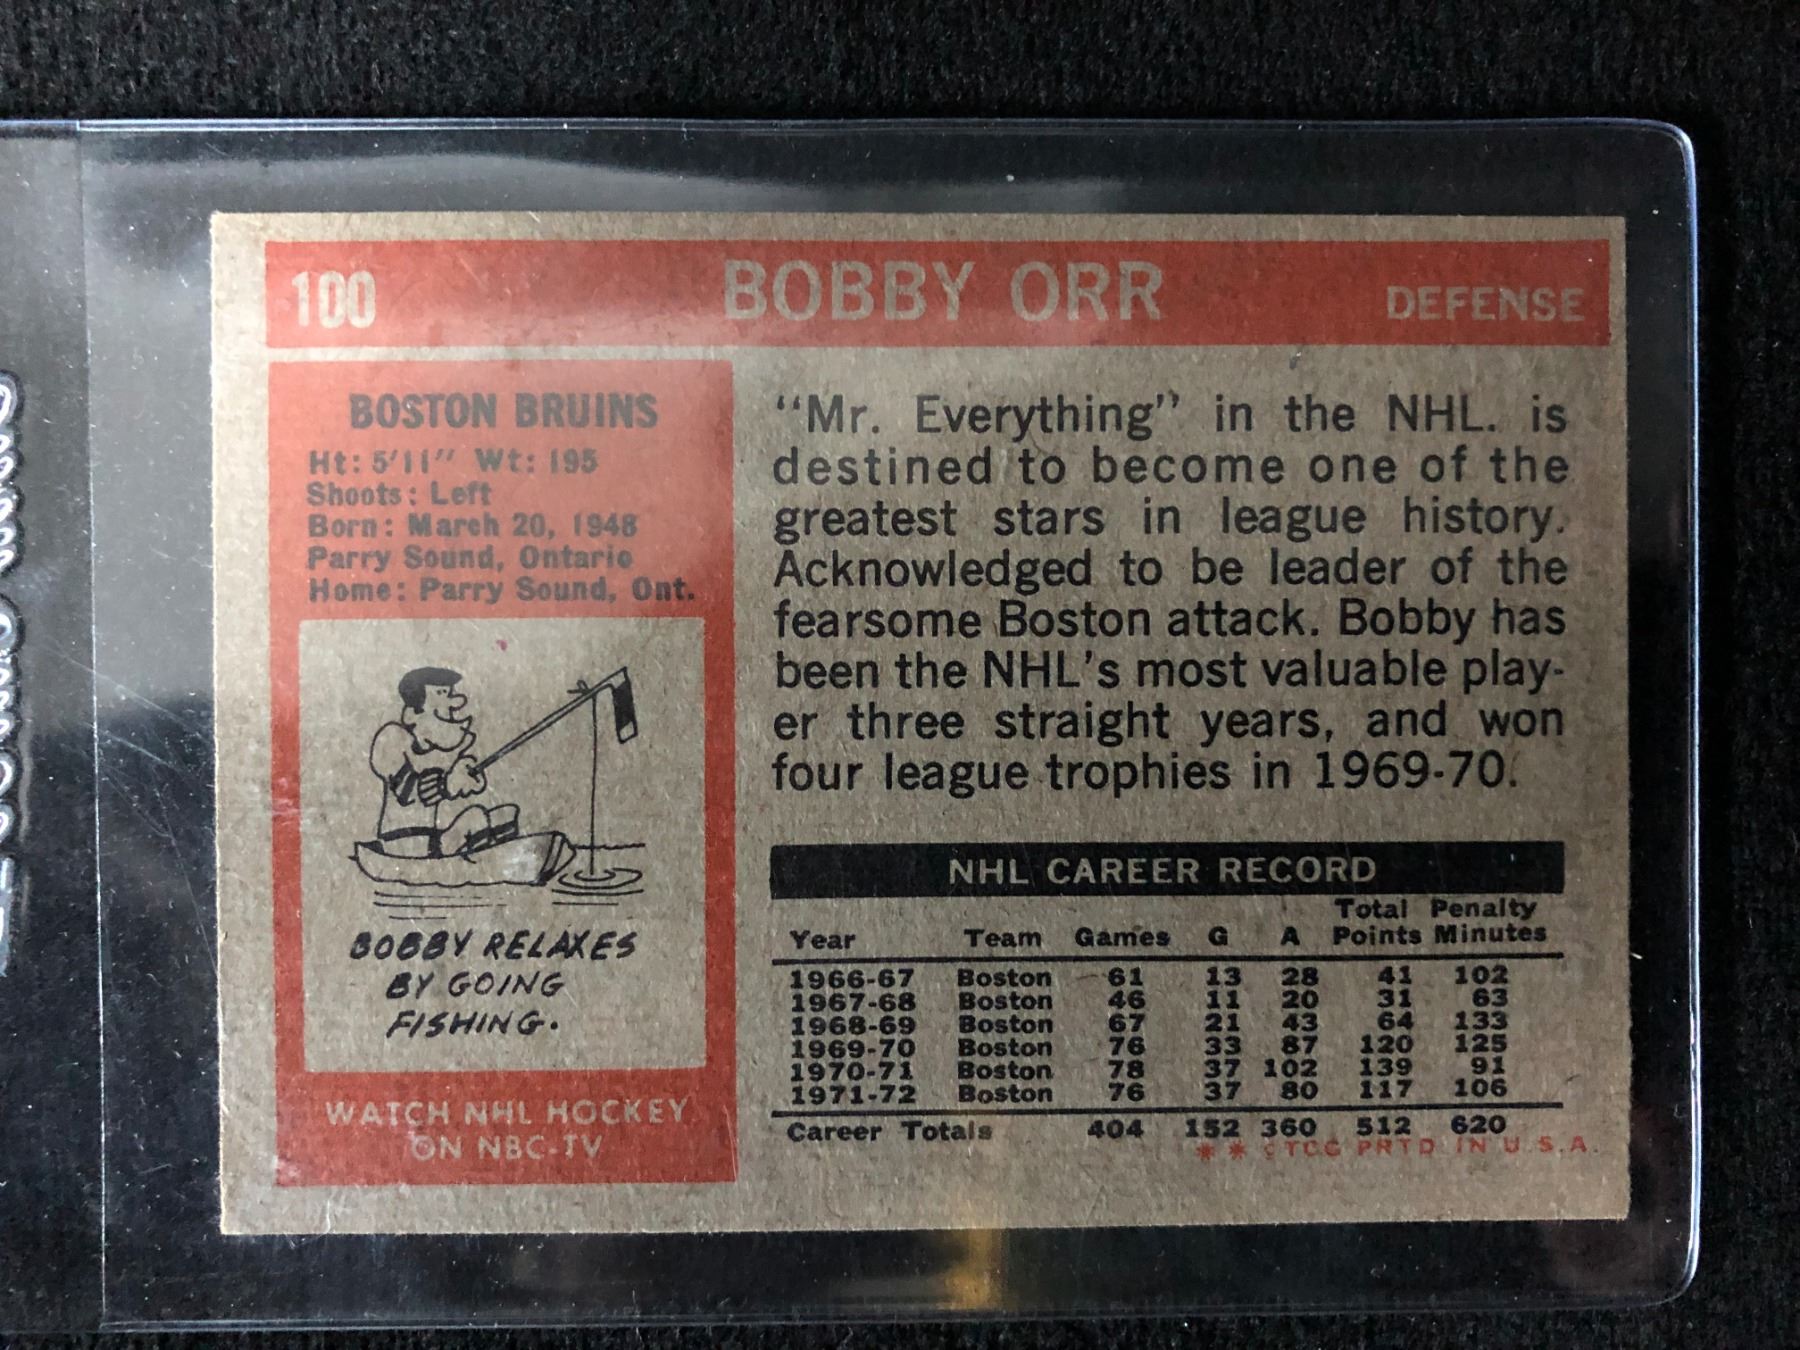 100 BOBBY ORR DEFENSE
BOSTON BRUINS
Ht: 5'11" Wt: 195
Shoots: Left
Born: March 20, 1948
Parry Sound, Ontario
Home: Parry Sound, Ont.
BOBBY RELAXES
BY GOING
FISHING.
WATCH NHL HOCKEY
ON NBC-TV
"Mr. Everything" in the NHL. is
destined to become one of the
greatest stars in league history.
Acknowledged to be leader of the
fearsome Boston attack. Bobby has
been the NHL's most valuable play-
er three straight years, and won
four league trophies in 1969-70.
NHL CAREER RECORD
Total Penalty
Year Team Games G A Points Minutes
1966-67 Boston 61 13 28 41 102
1967-68 Boston 46 11 20 31 63
1968-69 Boston 67 21 43 64 133
1969-70 Boston 76 33 87 120 125
1970-71 Boston 78 37 102 139 91
1971-72 Boston 76 37 80 117 106
Career Totals 404 152 360 512 620
** © TCG PRTD IN U.S.A.